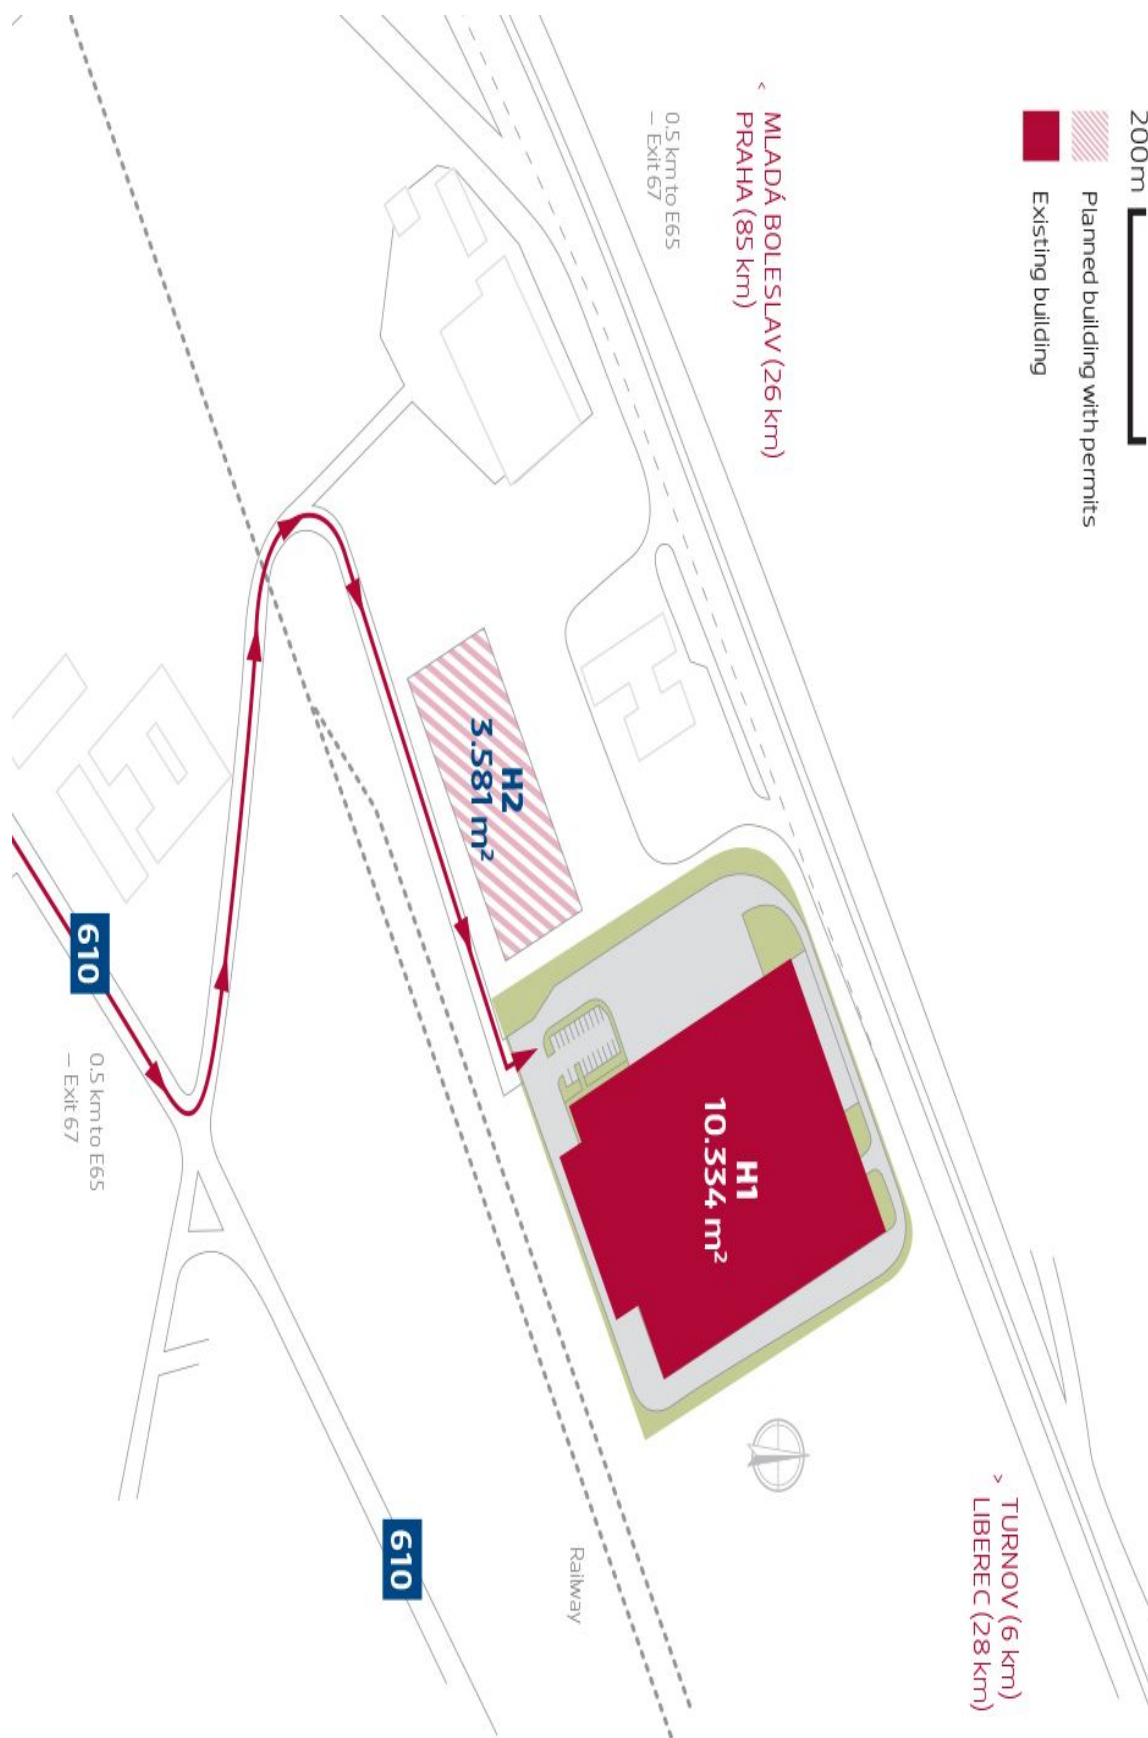 200m
Planned building with permits
Existing building
< MLADÁ BOLESLAV (26 km)
PRAHA (85 km)
0.5 km to E65
– Exit 67
> TURNOV (6 km)
LIBEREC (28 km)
H1
10.334 m²
H2
3.581 m²
Railway
610
0.5 km to E65
– Exit 67
610